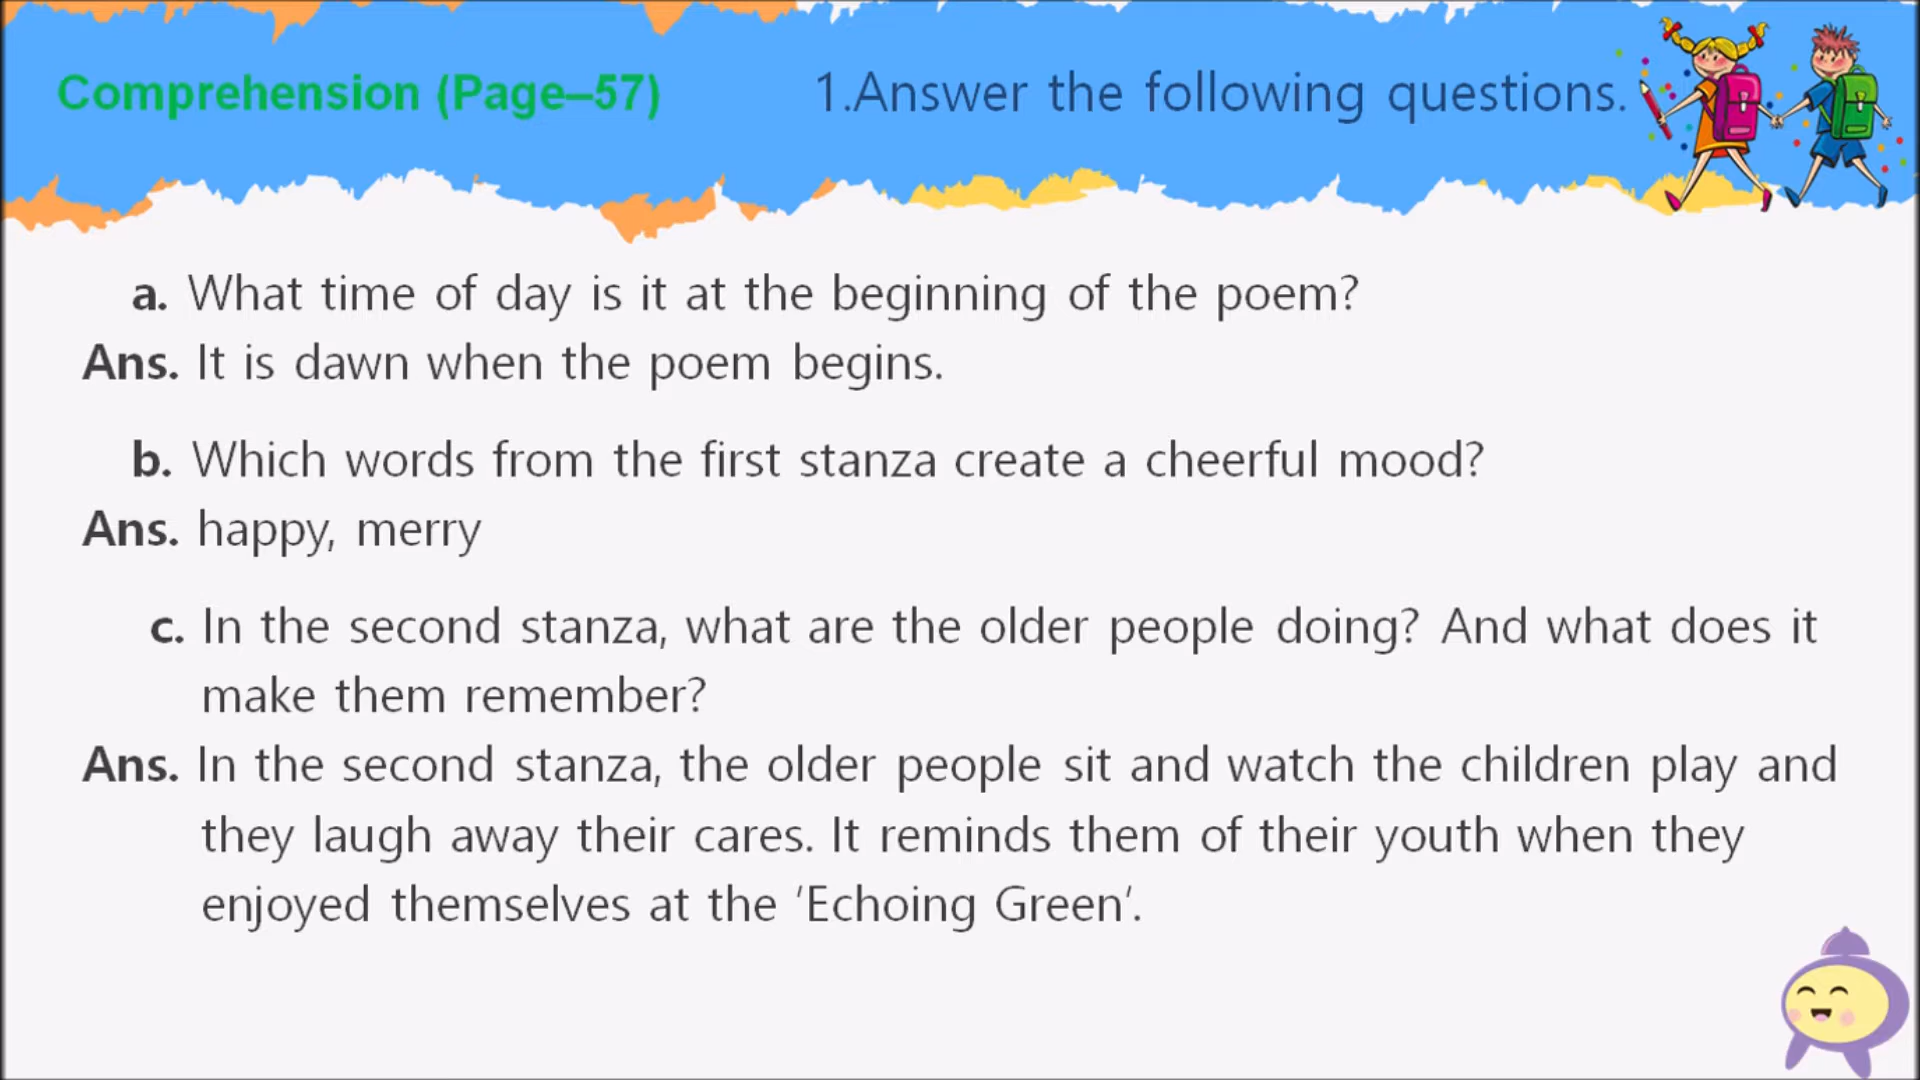 Comprehension (Page–57)
1.Answer the following questions.
a. What time of day is it at the beginning of the poem?
Ans. It is dawn when the poem begins.
b. Which words from the first stanza create a cheerful mood?
Ans. happy, merry
c. In the second stanza, what are the older people doing? And what does it
make them remember?
Ans. In the second stanza, the older people sit and watch the children play and
they laugh away their cares. It reminds them of their youth when they
enjoyed themselves at the ‘Echoing Green’.